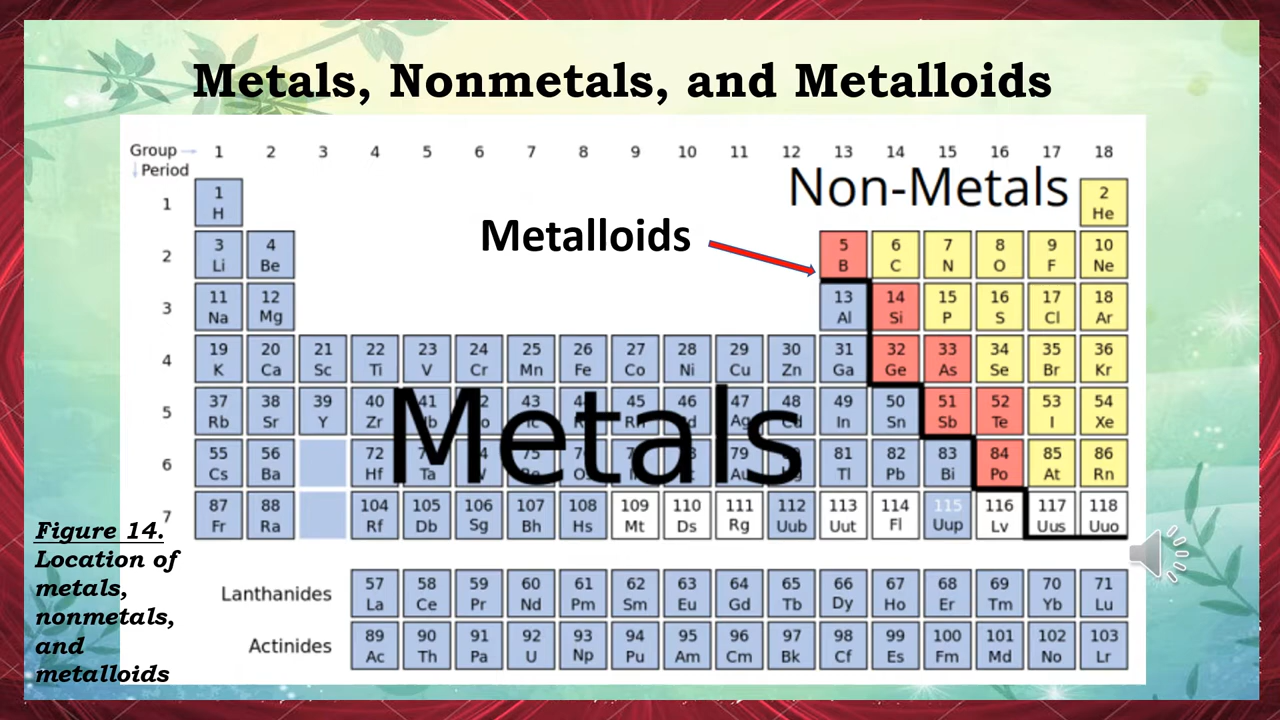 Metals, Nonmetals, and Metalloids
Group → 1 2 3 4 5 6 7 8 9 10 11 12 13 14 15 16 17 18
↓ Period
Non-Metals
Metalloids
1
1 2
H He
2
3 4 5 6 7 8 9 10
Li Be B C N O F Ne
3
11 12 13 14 15 16 17 18
Na Mg Al Si P S Cl Ar
4
19 20 21 22 23 24 25 26 27 28 29 30 31 32 33 34 35 36
K Ca Sc Ti V Cr Mn Fe Co Ni Cu Zn Ga Ge As Se Br Kr
Metals
5
37 38 39 40 41 43 45 46 47 48 49 50 51 52 53 54
Rb Sr Y Zr Ag Cd In Sn Sb Te I Xe
6
55 56 72 75 79 81 82 83 84 85 86
Cs Ba Hf Ta Au Tl Pb Bi Po At Rn
7
87 88 104 105 106 107 108 109 110 111 112 113 114 115 116 117 118
Fr Ra Rf Db Sg Bh Hs Mt Ds Rg Uub Uut Fl Uup Lv Uus Uuo
Lanthanides
57 58 59 60 61 62 63 64 65 66 67 68 69 70 71
La Ce Pr Nd Pm Sm Eu Gd Tb Dy Ho Er Tm Yb Lu
Actinides
89 90 91 92 93 94 95 96 97 98 99 100 101 102 103
Ac Th Pa U Np Pu Am Cm Bk Cf Es Fm Md No Lr
Figure 14.
Location of
metals,
nonmetals,
and
metalloids